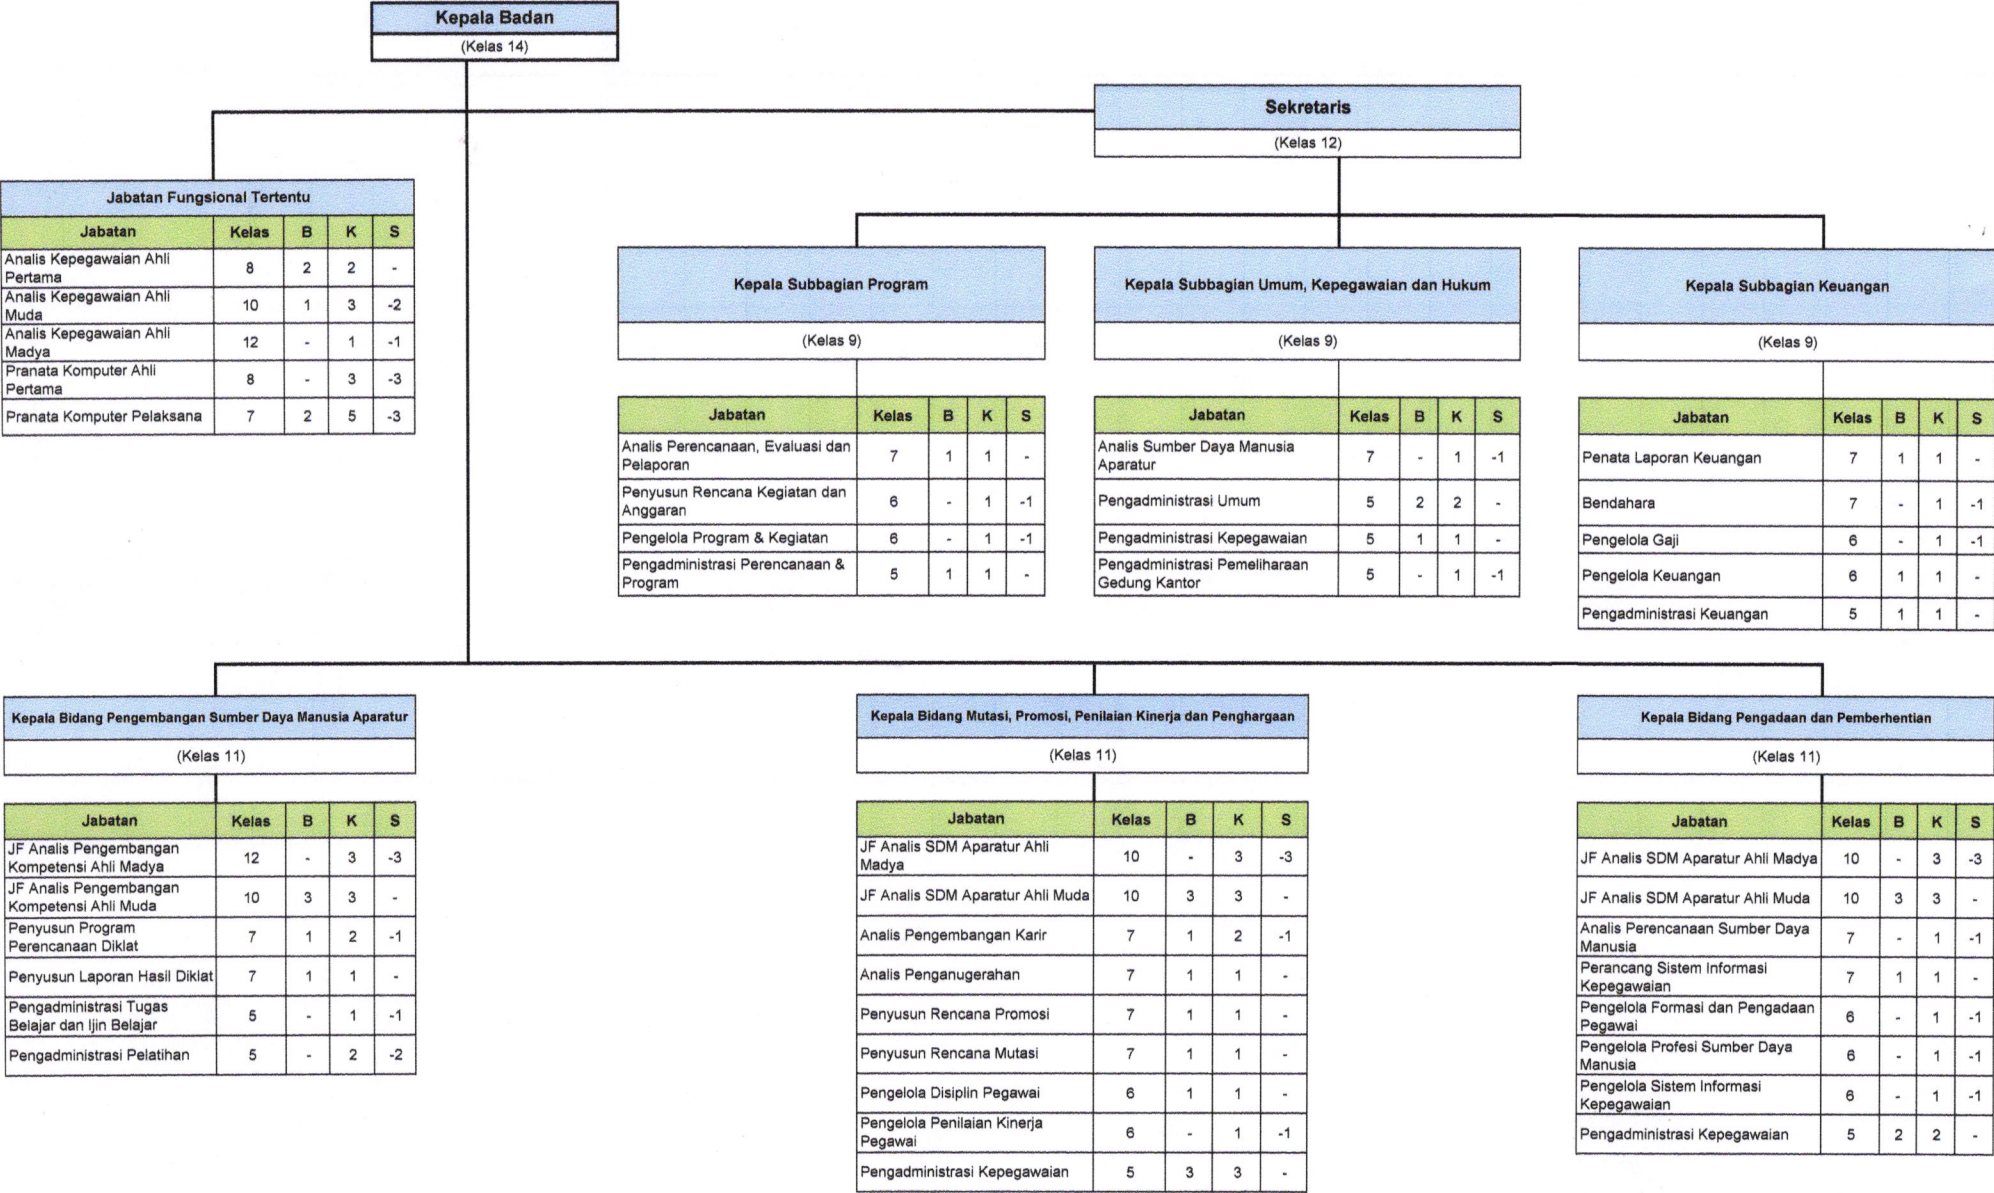 Kepala Badan
(Kelas 14)
Sekretaris
(Kelas 12)
Jabatan Fungsional Tertentu
Jabatan Kelas B K S
Analis Kepegawaian Ahli
Pertama 8 2 2 -
Analis Kepegawaian Ahli
Muda 10 1 3 -2
Analis Kepegawaian Ahli
Madya 12 - 1 -1
Pranata Komputer Ahli
Pertama 8 - 3 -3
Pranata Komputer Pelaksana 7 2 5 -3
Kepala Subbagian Program
(Kelas 9)
Jabatan Kelas B K S
Analis Perencanaan, Evaluasi dan
Pelaporan 7 1 1 -
Penyusun Rencana Kegiatan dan
Anggaran 6 - 1 -1
Pengelola Program & Kegiatan 6 - 1 -1
Pengadministrasi Perencanaan &
Program 5 1 1 -
Kepala Subbagian Umum, Kepegawaian dan Hukum
(Kelas 9)
Jabatan Kelas B K S
Analis Sumber Daya Manusia
Aparatur 7 - 1 -1
Pengadministrasi Umum 5 2 2 -
Pengadministrasi Kepegawaian 5 1 1 -
Pengadministrasi Pemeliharaan
Gedung Kantor 5 - 1 -1
Kepala Subbagian Keuangan
(Kelas 9)
Jabatan Kelas B K S
Penata Laporan Keuangan 7 1 1 -
Bendahara 7 - 1 -1
Pengelola Gaji 6 - 1 -1
Pengelola Keuangan 6 1 1 -
Pengadministrasi Keuangan 5 1 1 -
Kepala Bidang Pengembangan Sumber Daya Manusia Aparatur
(Kelas 11)
Jabatan Kelas B K S
JF Analis Pengembangan
Kompetensi Ahli Madya 12 - 3 -3
JF Analis Pengembangan
Kompetensi Ahli Muda 10 3 3 -
Penyusun Program
Perencanaan Diklat 7 1 2 -1
Penyusun Laporan Hasil Diklat 7 1 1 -
Pengadministrasi Tugas
Belajar dan Ijin Belajar 5 - 1 -1
Pengadministrasi Pelatihan 5 - 2 -2
Kepala Bidang Mutasi, Promosi, Penilaian Kinerja dan Penghargaan
(Kelas 11)
Jabatan Kelas B K S
JF Analis SDM Aparatur Ahli
Madya 10 - 3 -3
JF Analis SDM Aparatur Ahli Muda 10 3 3 -
Analis Pengembangan Karir 7 1 2 -1
Analis Penganugerahan 7 1 1 -
Penyusun Rencana Promosi 7 1 1 -
Penyusun Rencana Mutasi 7 1 1 -
Pengelola Disiplin Pegawai 6 1 1 -
Pengelola Penilaian Kinerja
Pegawai 6 - 1 -1
Pengadministrasi Kepegawaian 5 3 3 -
Kepala Bidang Pengadaan dan Pemberhentian
(Kelas 11)
Jabatan Kelas B K S
JF Analis SDM Aparatur Ahli Madya 10 - 3 -3
JF Analis SDM Aparatur Ahli Muda 10 3 3 -
Analis Perencanaan Sumber Daya
Manusia 7 - 1 -1
Perancang Sistem Informasi
Kepegawaian 7 1 1 -
Pengelola Formasi dan Pengadaan
Pegawai 6 - 1 -1
Pengelola Profesi Sumber Daya
Manusia 6 - 1 -1
Pengelola Sistem Informasi
Kepegawaian 6 - 1 -1
Pengadministrasi Kepegawaian 5 2 2 -